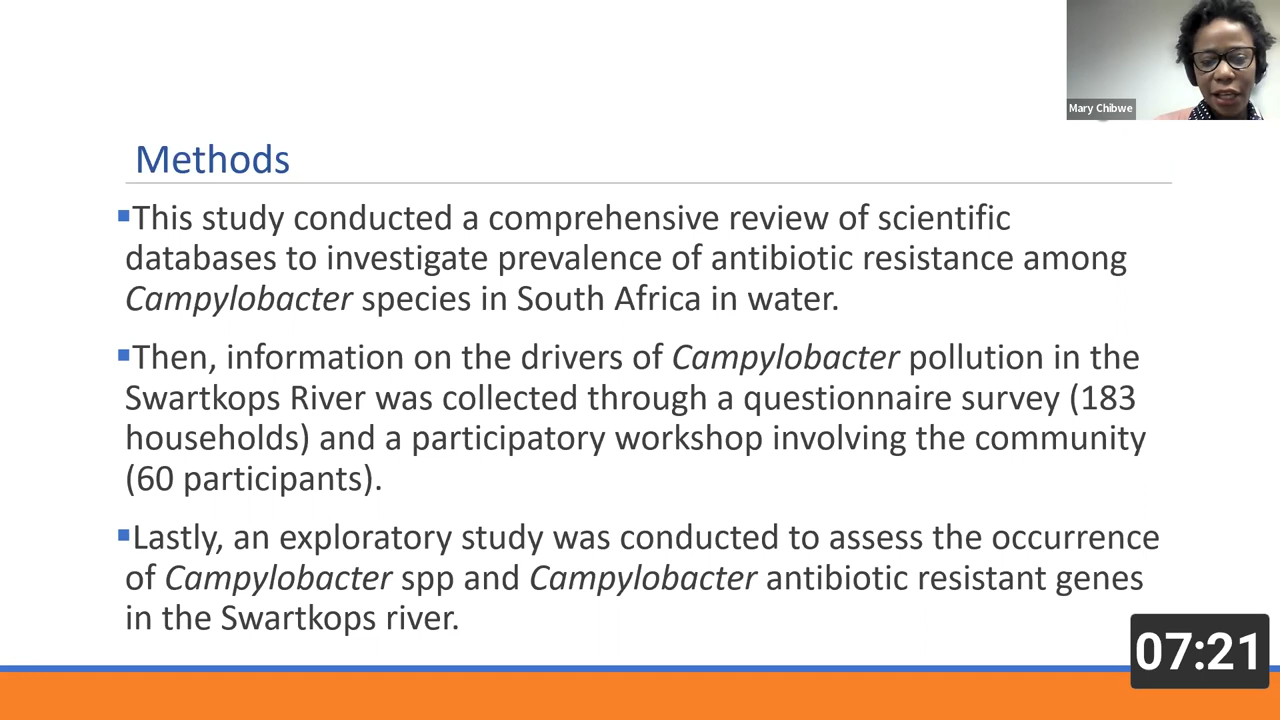 Mary Chibwe
Methods
▪This study conducted a comprehensive review of scientific
databases to investigate prevalence of antibiotic resistance among
Campylobacter species in South Africa in water.
▪Then, information on the drivers of Campylobacter pollution in the
Swartkops River was collected through a questionnaire survey (183
households) and a participatory workshop involving the community
(60 participants).
▪Lastly, an exploratory study was conducted to assess the occurrence
of Campylobacter spp and Campylobacter antibiotic resistant genes
in the Swartkops river.
07:21